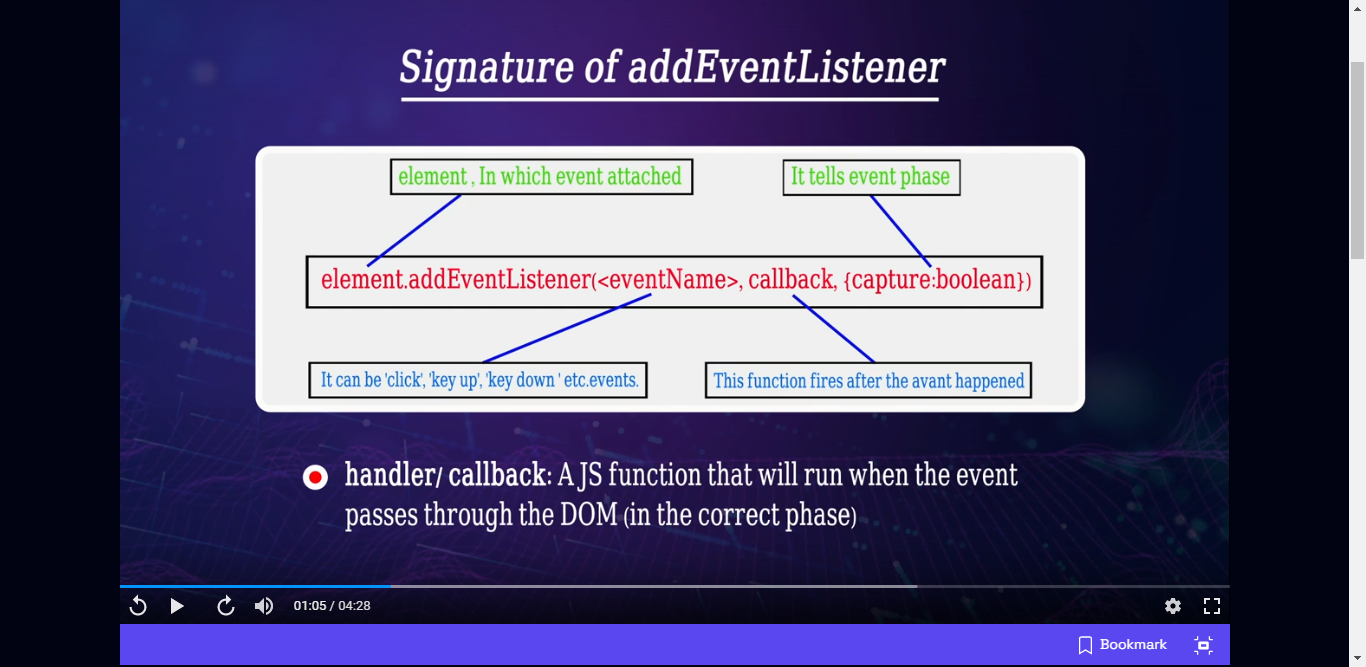 Signature of addEventListener
element , In which event attached
It tells event phase
element.addEventListener(<eventName>, callback, {capture:boolean})
It can be 'click', 'key up', 'key down ' etc.events.
This function fires after the avant happened
handler/ callback: A JS function that will run when the event
passes through the DOM (in the correct phase)
01:05 / 04:28
Bookmark